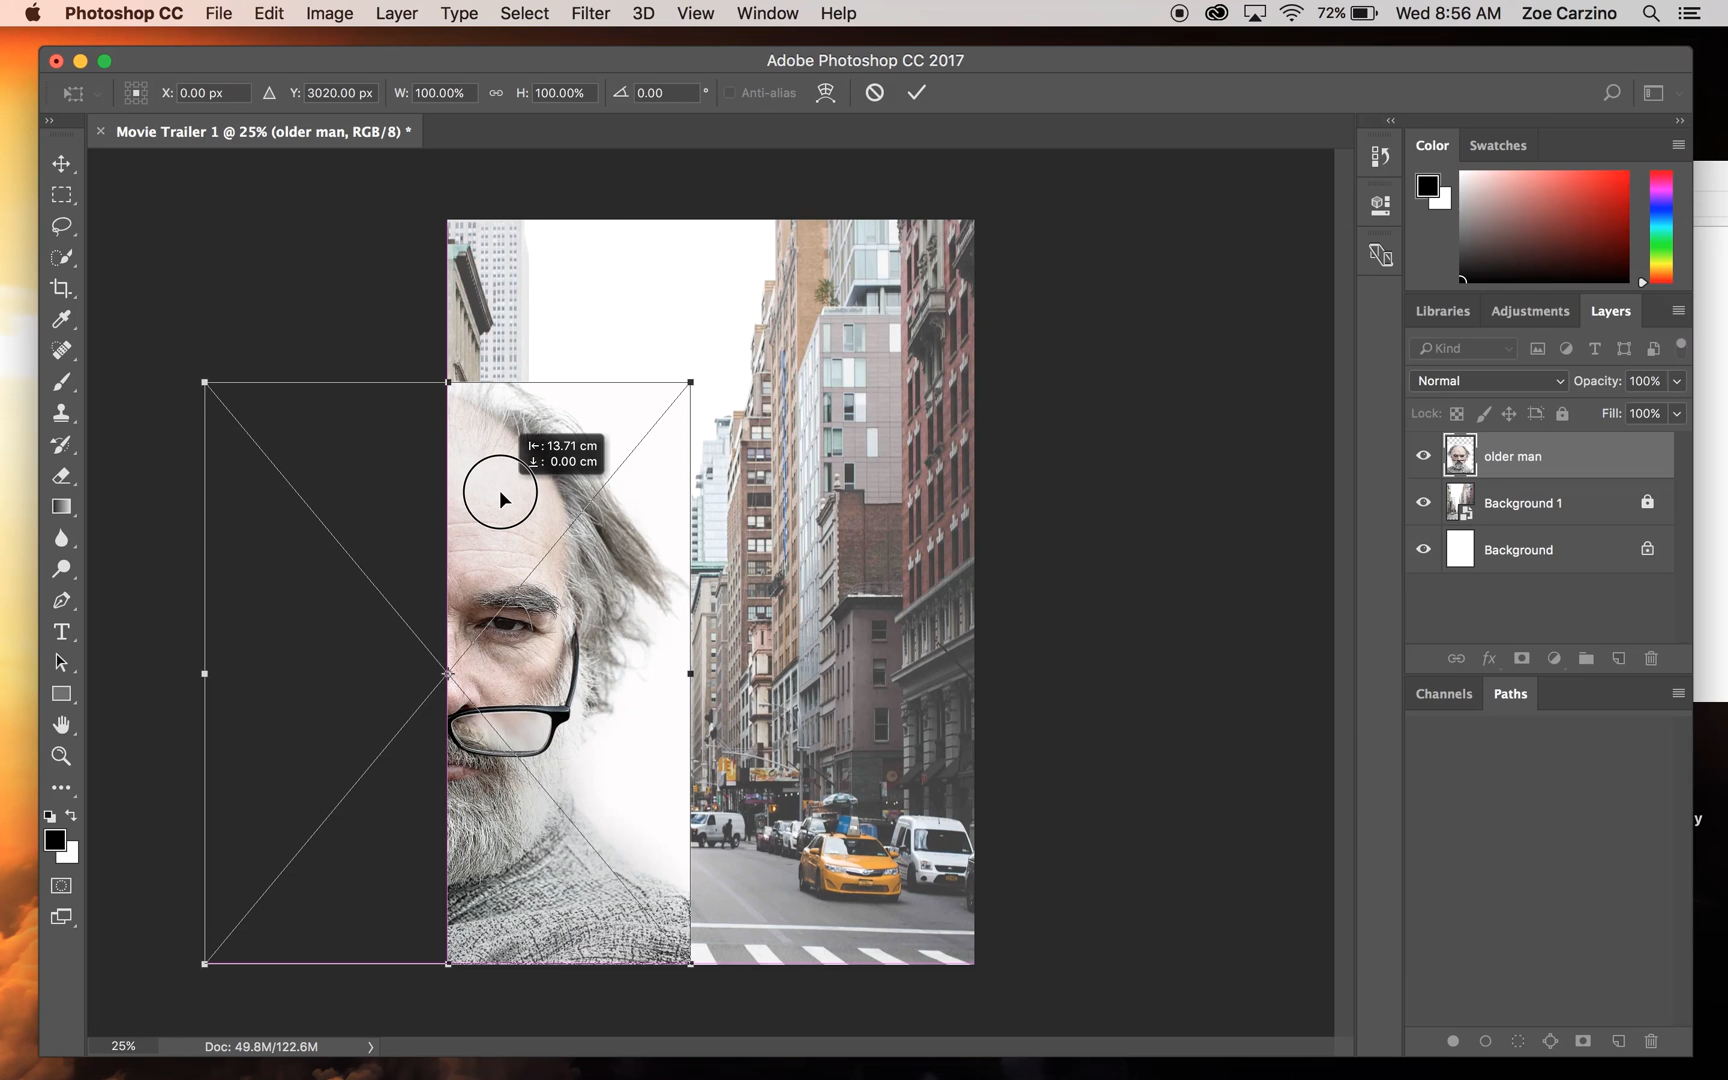 Photoshop CC File Edit Image Layer Type Select Filter 3D View Window Help 72% Wed 8:56 AM Zoe Carzino
Adobe Photoshop CC 2017
X: 0.00 px Y: 3020.00 px W: 100.00% H: 100.00% 0.00 ° Anti-alias
Movie Trailer 1 @ 25% (older man, RGB/8) *
Color Swatches
Libraries Adjustments Layers
Kind
Normal Opacity: 100%
Lock: Fill: 100%
: 13.71 cm
: 0.00 cm
older man
Background 1
Background
Channels Paths
y
25% Doc: 49.8M/122.6M